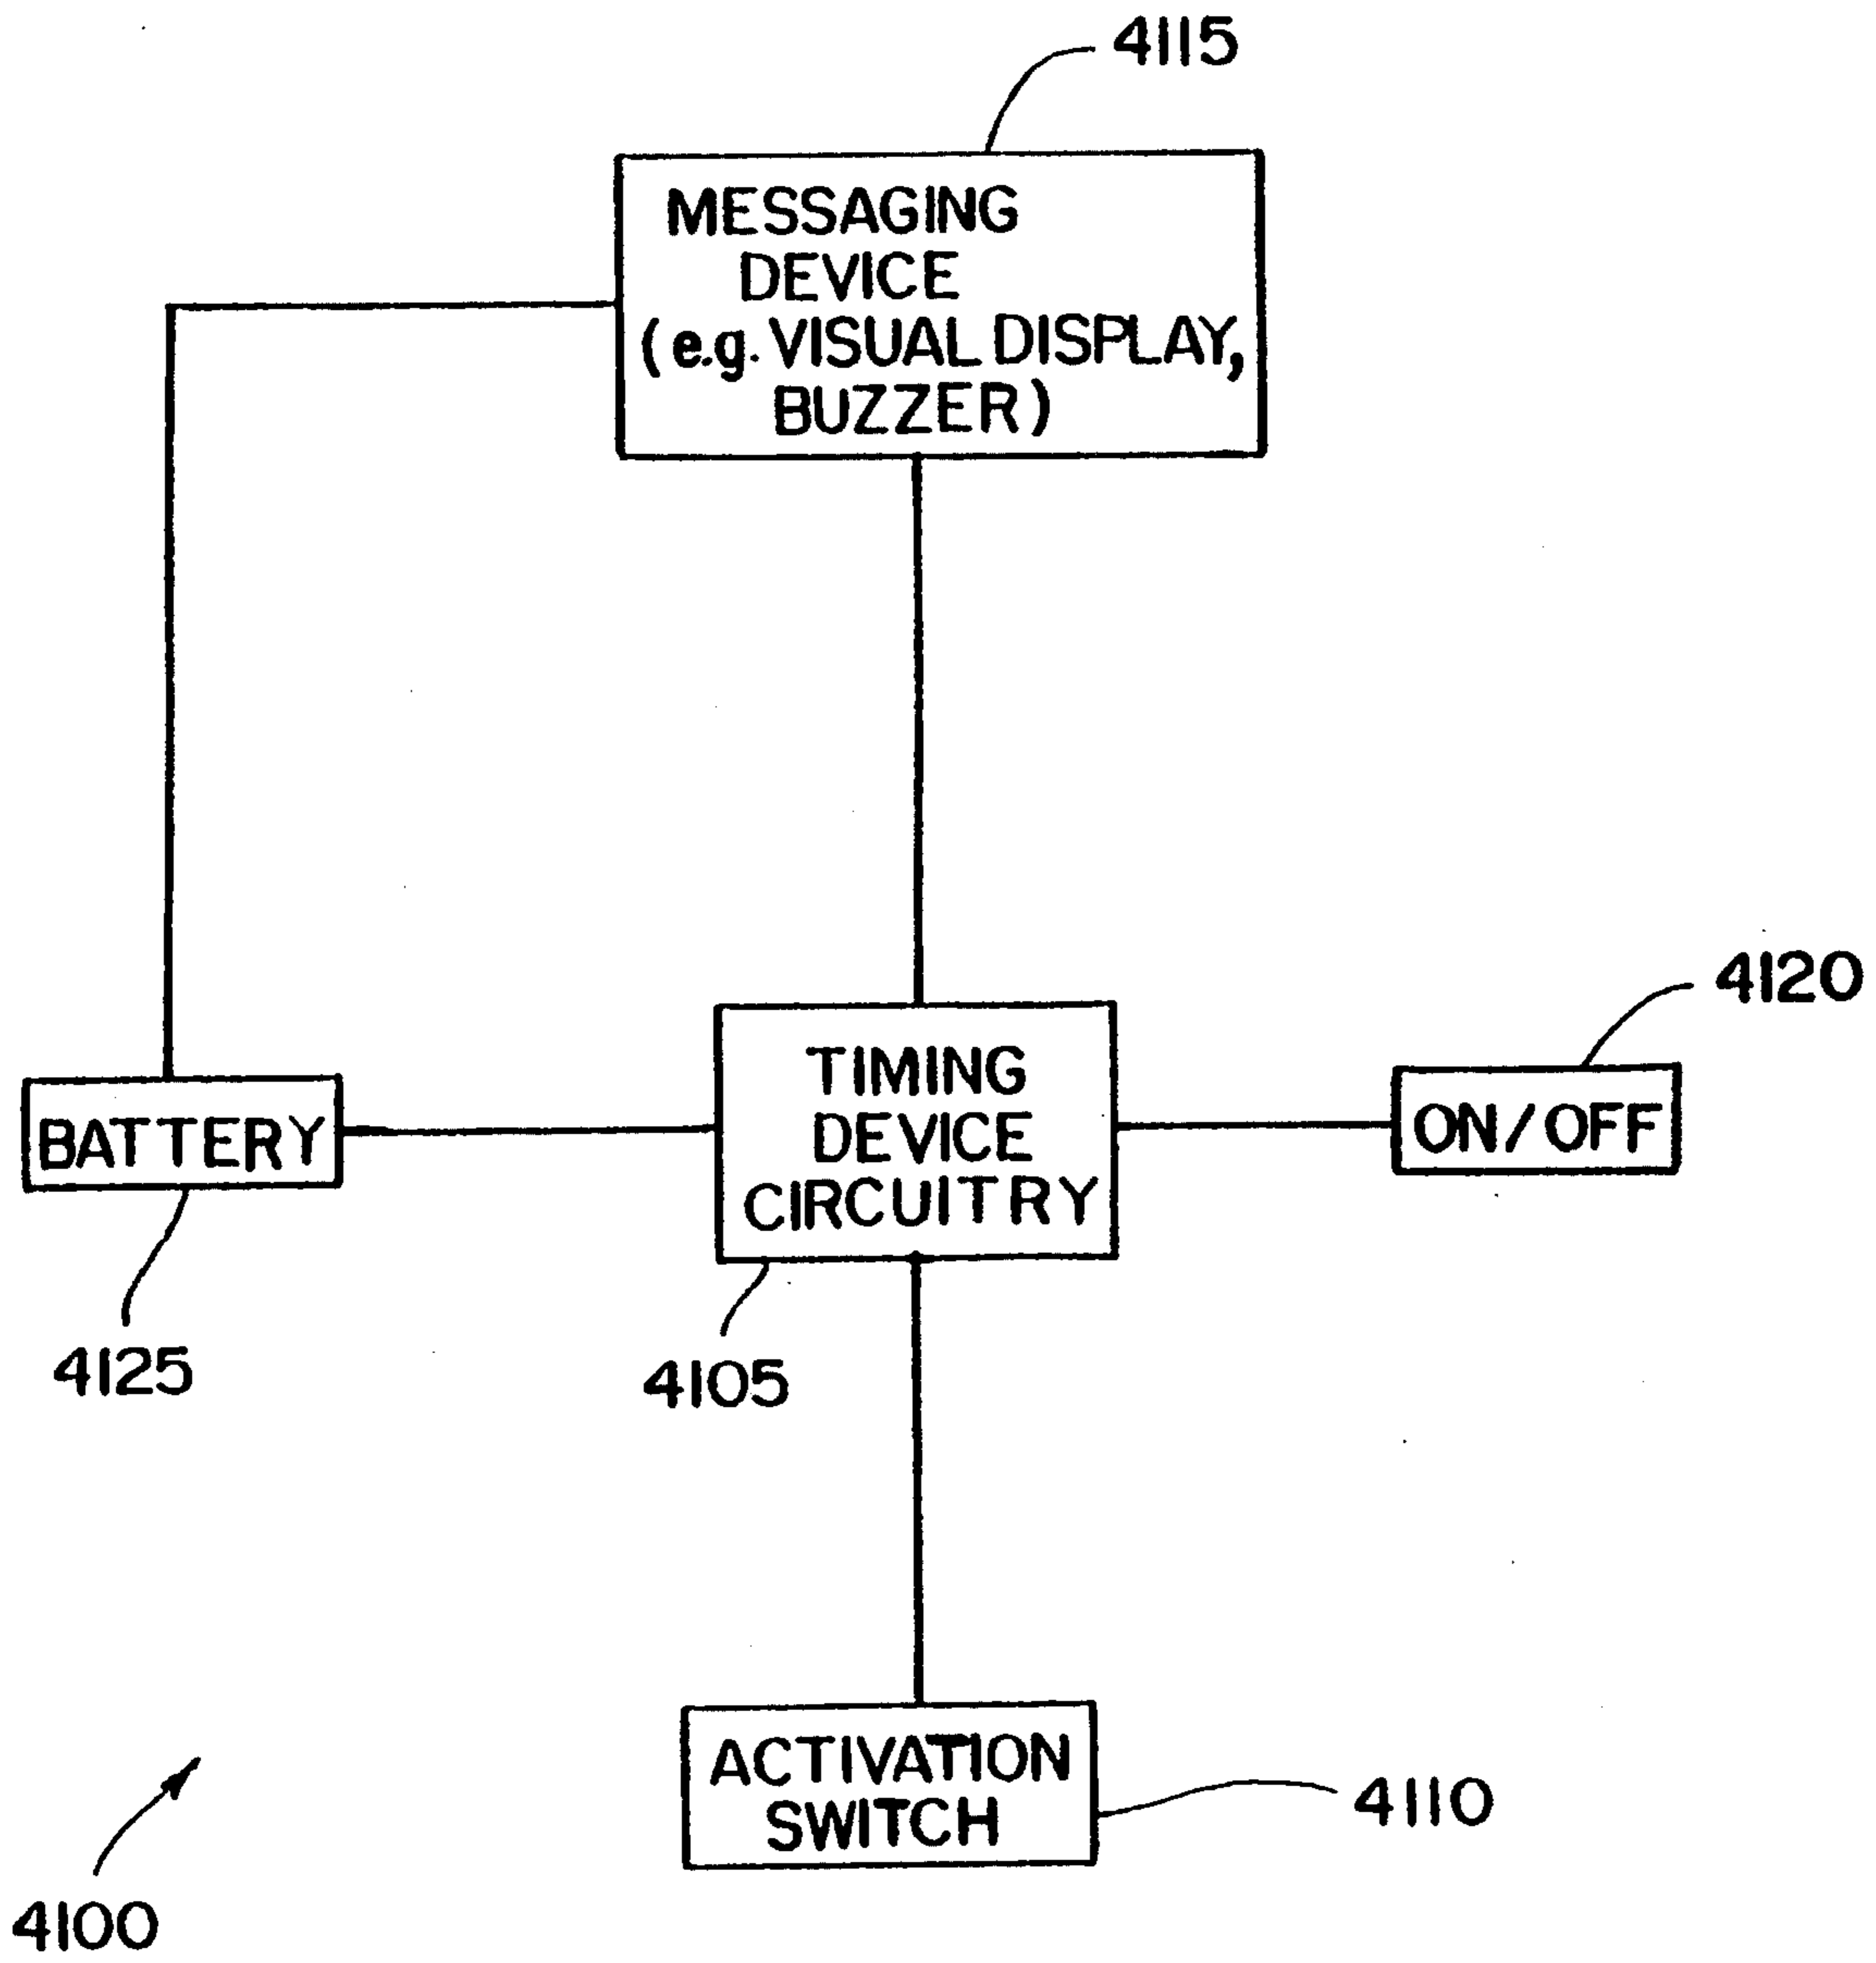 4115
MESSAGING
DEVICE
(e.g. VISUAL DISPLAY,
BUZZER)
4120
TIMING
DEVICE
CIRCUITRY
BATTERY
ON/OFF
4125
4105
ACTIVATION
SWITCH
4110
4100